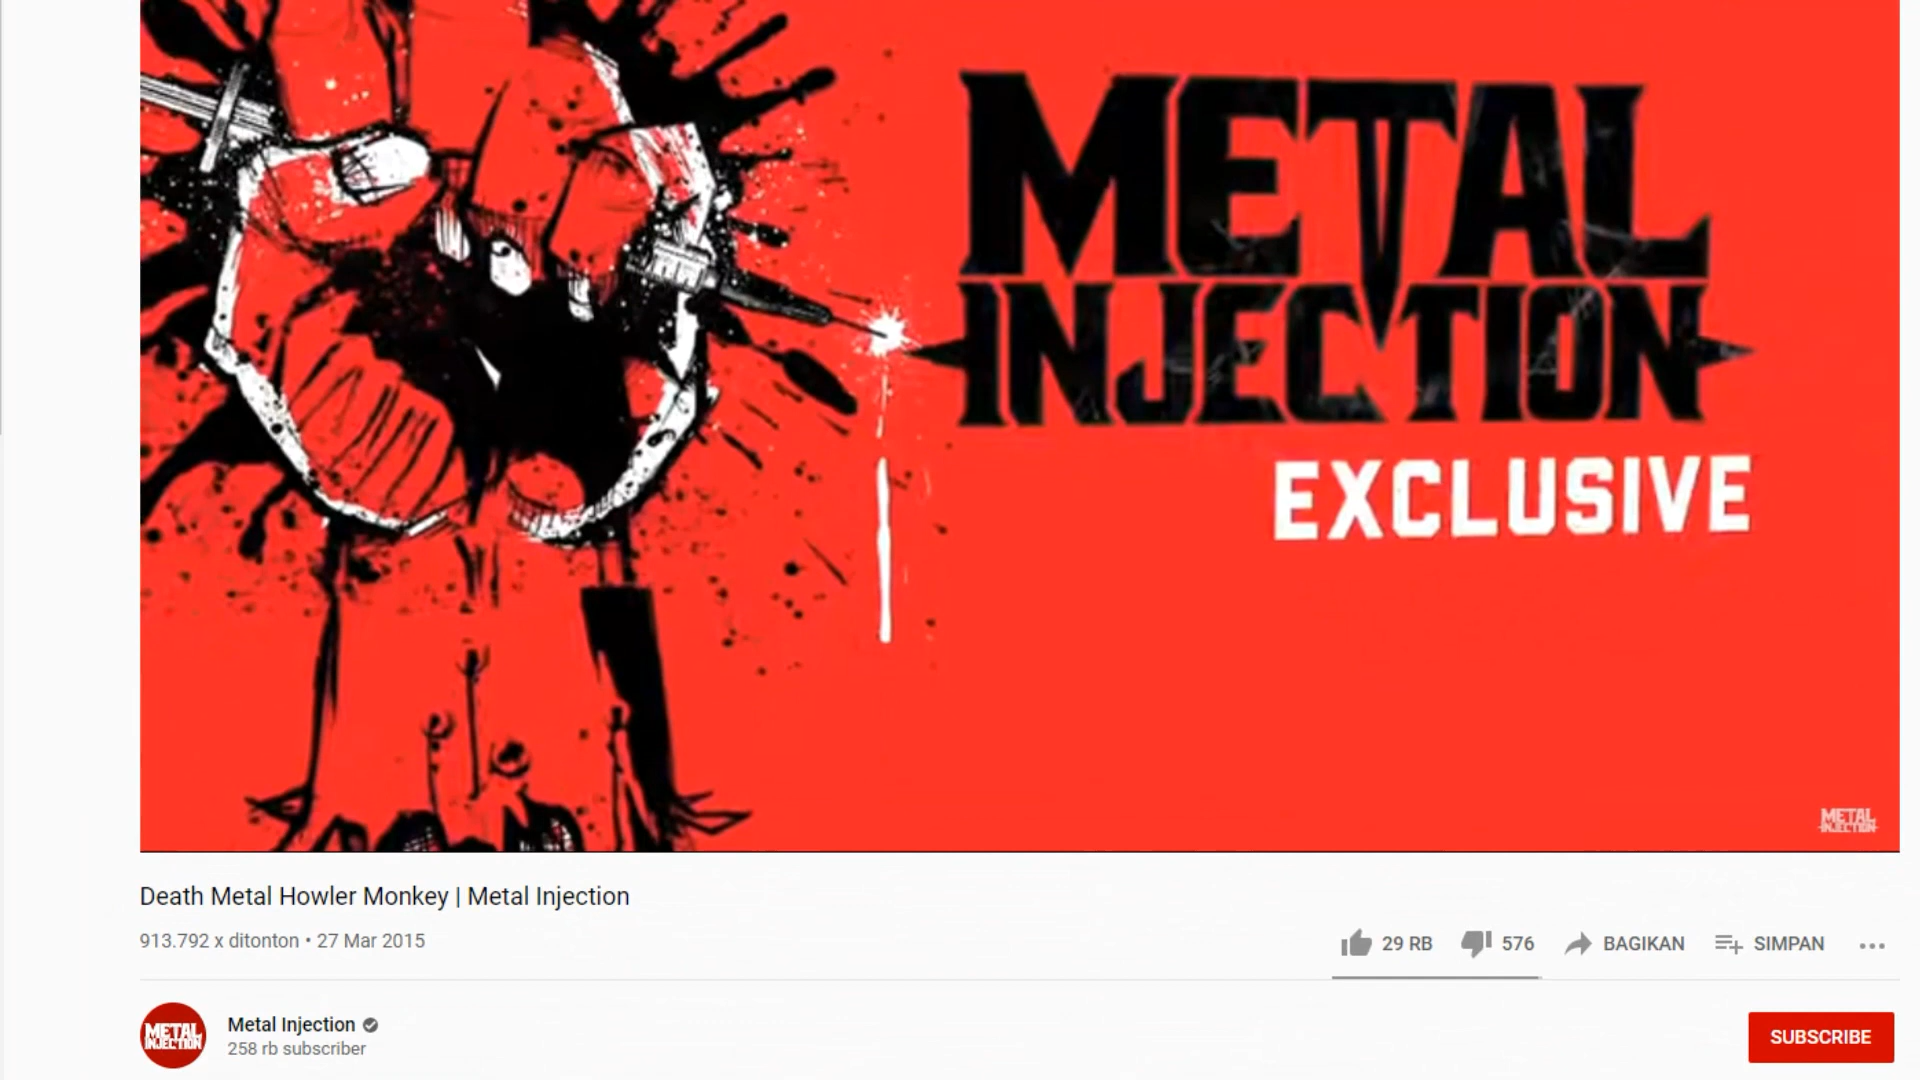 METAL
INJECTION
EXCLUSIVE
METAL
INJECTION
Death Metal Howler Monkey | Metal Injection
913.792 x ditonton • 27 Mar 2015
29 RB 576 BAGIKAN SIMPAN
METAL
INJECTION
Metal Injection
258 rb subscriber
SUBSCRIBE